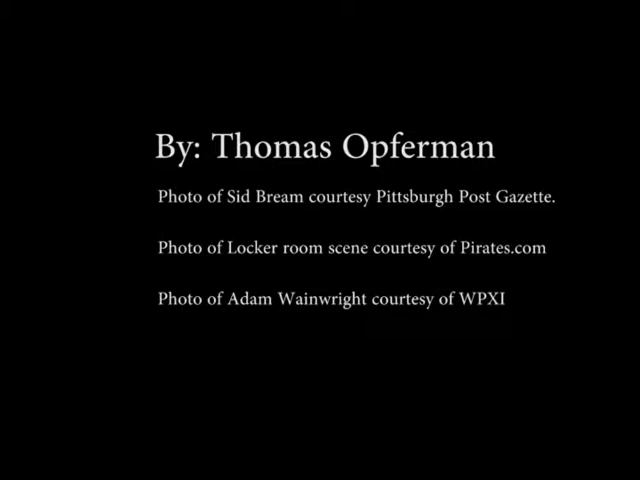 By: Thomas Opferman
Photo of Sid Bream courtesy Pittsburgh Post Gazette.
Photo of Locker room scene courtesy of Pirates.com
Photo of Adam Wainwright courtesy of WPXI